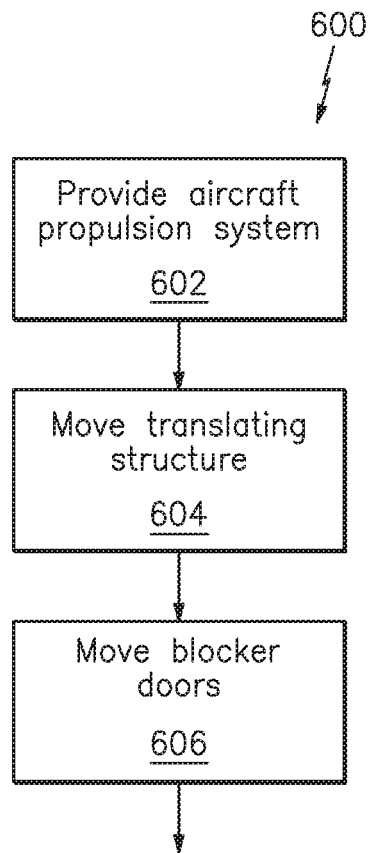 600
Provide aircraft
propulsion system
602
Move translating
structure
604
Move blocker
doors
606